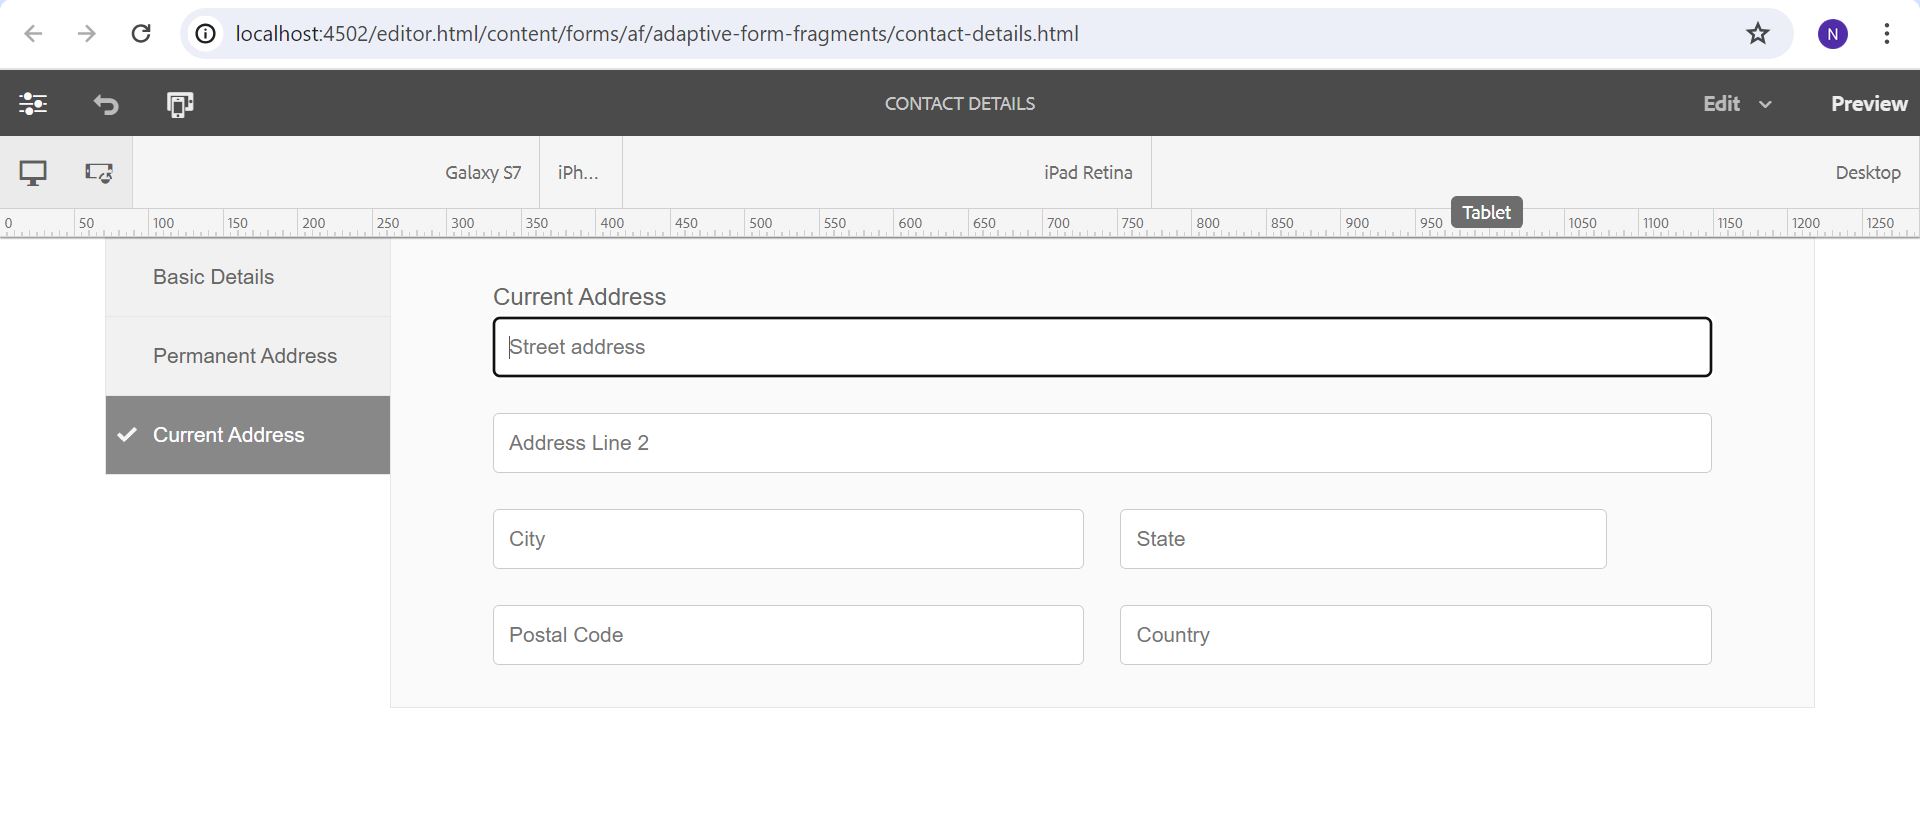 localhost:4502/editor.html/content/forms/af/adaptive-form-fragments/contact-details.html
N
CONTACT DETAILS
Edit
Preview
Galaxy S7
iPh...
iPad Retina
Desktop
0 50 100 150 200 250 300 350 400 450 500 550 600 650 700 750 800 850 900 950 1050 1100 1150 1200 1250
Tablet
Basic Details
Permanent Address
Current Address
Current Address
Street address
Address Line 2
City
State
Postal Code
Country